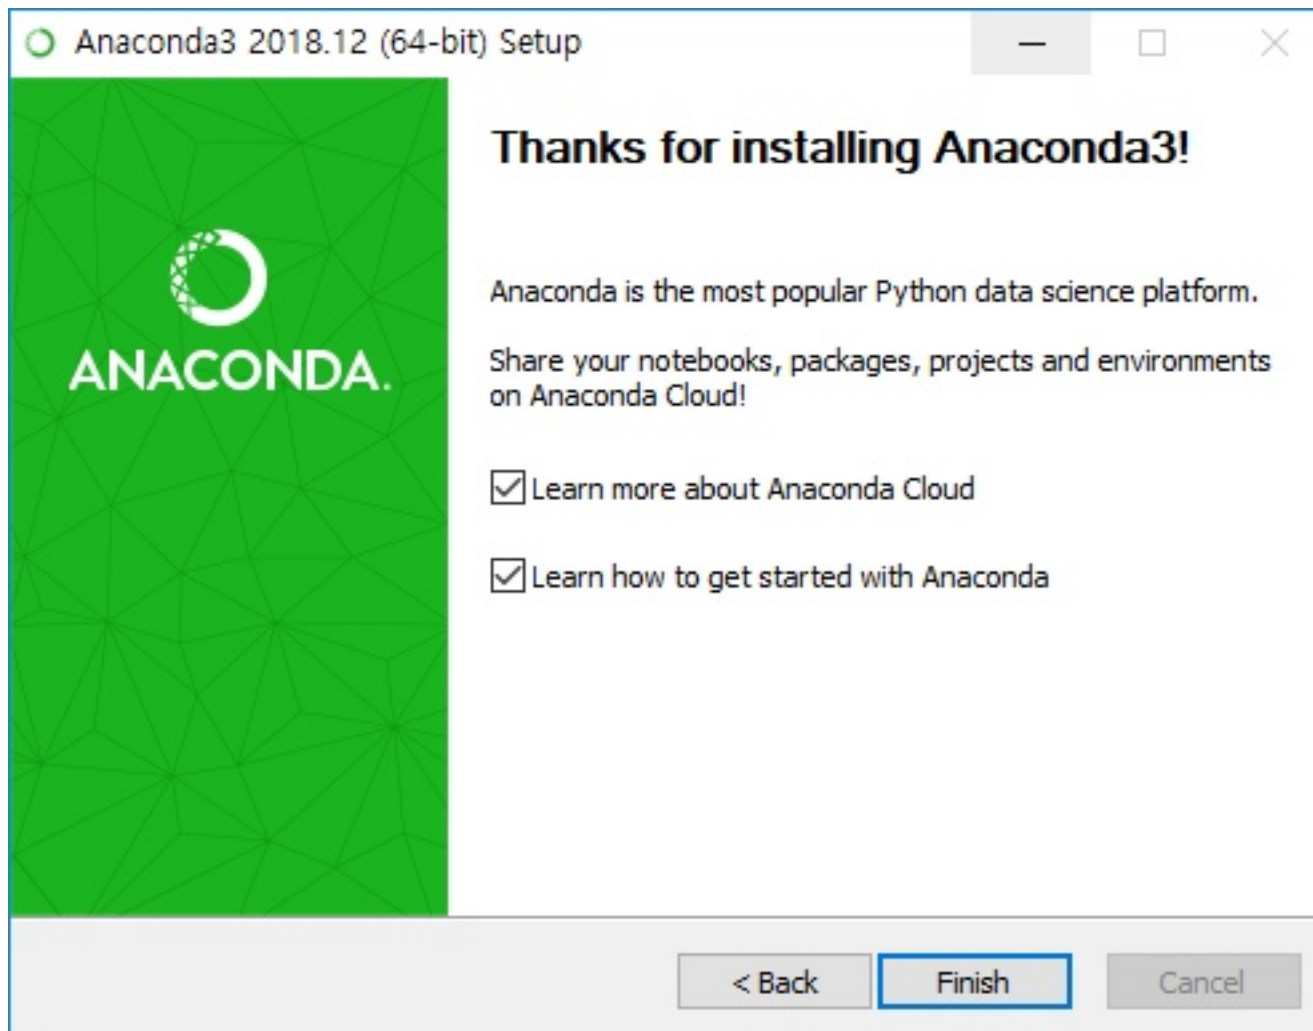 Anaconda3 2018.12 (64-bit) Setup
Thanks for installing Anaconda3!
ANACONDA.
Anaconda is the most popular Python data science platform.
Share your notebooks, packages, projects and environments
on Anaconda Cloud!
Learn more about Anaconda Cloud
Learn how to get started with Anaconda
< Back
Finish
Cancel